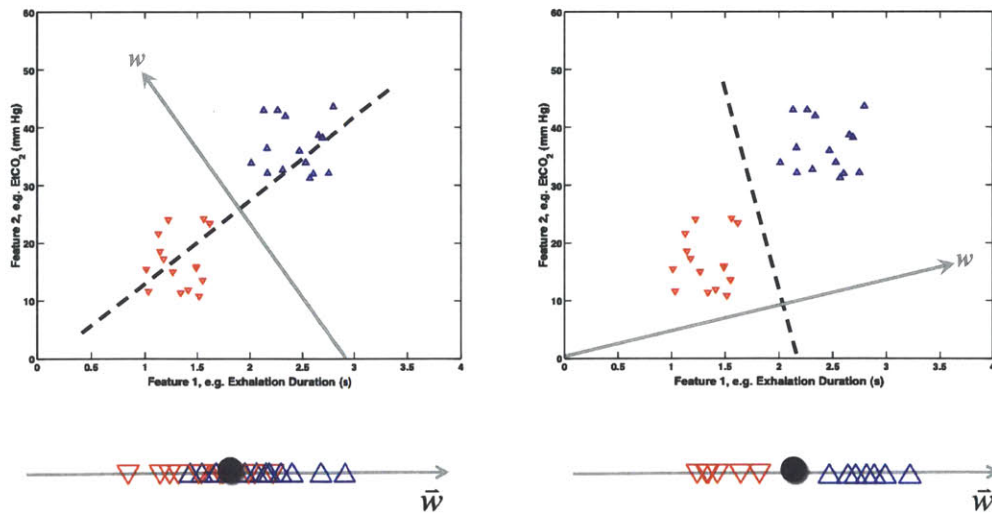 60
50
40
30
20
10
0
Feature 2, e.g. EtCO₂ (mm Hg)
w
0 0.5 1 1.5 2 2.5 3 3.5 4
Feature 1, e.g. Exhalation Duration (s)
60
50
40
30
20
10
0
Feature 2, e.g. EtCO₂ (mm Hg)
w
0 0.5 1 1.5 2 2.5 3 3.5 4
Feature 1, e.g. Exhalation Duration (s)
w⃗
w⃗